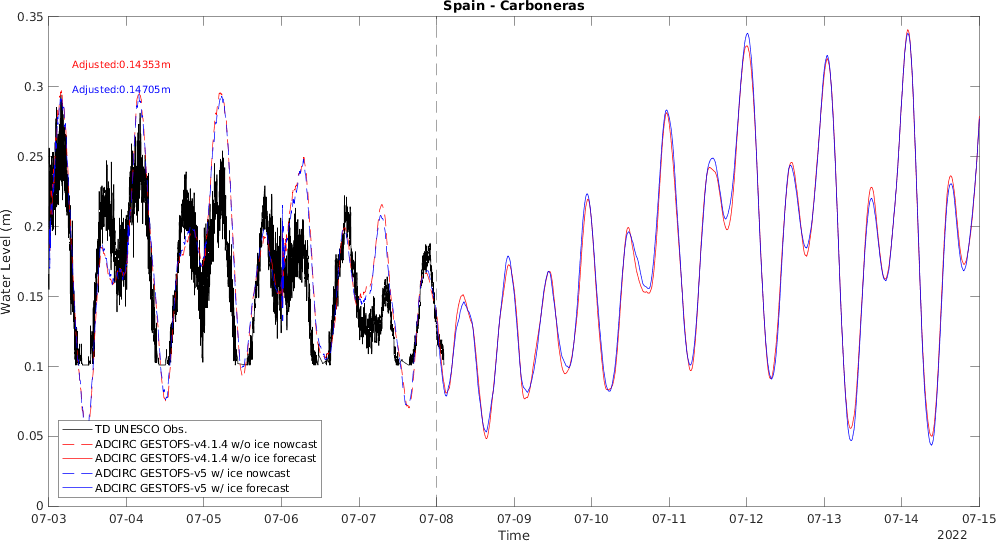 Spain - Carboneras
0.35
0.3
0.25
0.2
0.15
0.1
0.05
0
Water Level (m)
Adjusted:0.14353m
Adjusted:0.14705m
TD UNESCO Obs.
ADCIRC GESTOFS-v4.1.4 w/o ice nowcast
ADCIRC GESTOFS-v4.1.4 w/o ice forecast
ADCIRC GESTOFS-v5 w/ ice nowcast
ADCIRC GESTOFS-v5 w/ ice forecast
07-03 07-04 07-05 07-06 07-07 07-08 07-09 07-10 07-11 07-12 07-13 07-14 07-15
Time
2022